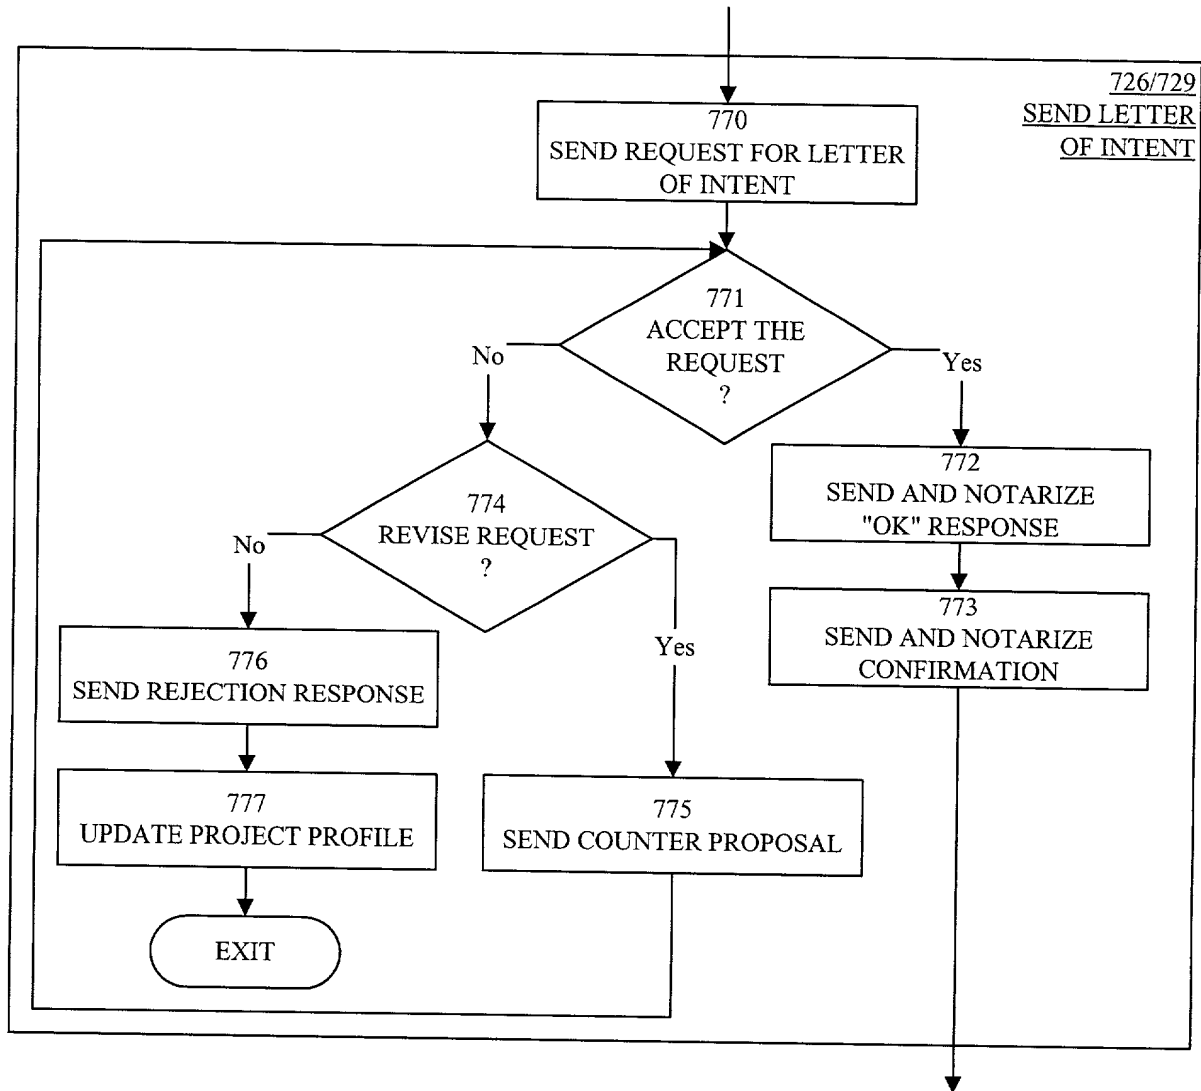 726/729
SEND LETTER
OF INTENT
770
SEND REQUEST FOR LETTER
OF INTENT
771
ACCEPT THE
REQUEST
?
No
Yes
774
REVISE REQUEST
?
772
SEND AND NOTARIZE
"OK" RESPONSE
No
Yes
773
SEND AND NOTARIZE
CONFIRMATION
776
SEND REJECTION RESPONSE
777
UPDATE PROJECT PROFILE
775
SEND COUNTER PROPOSAL
EXIT